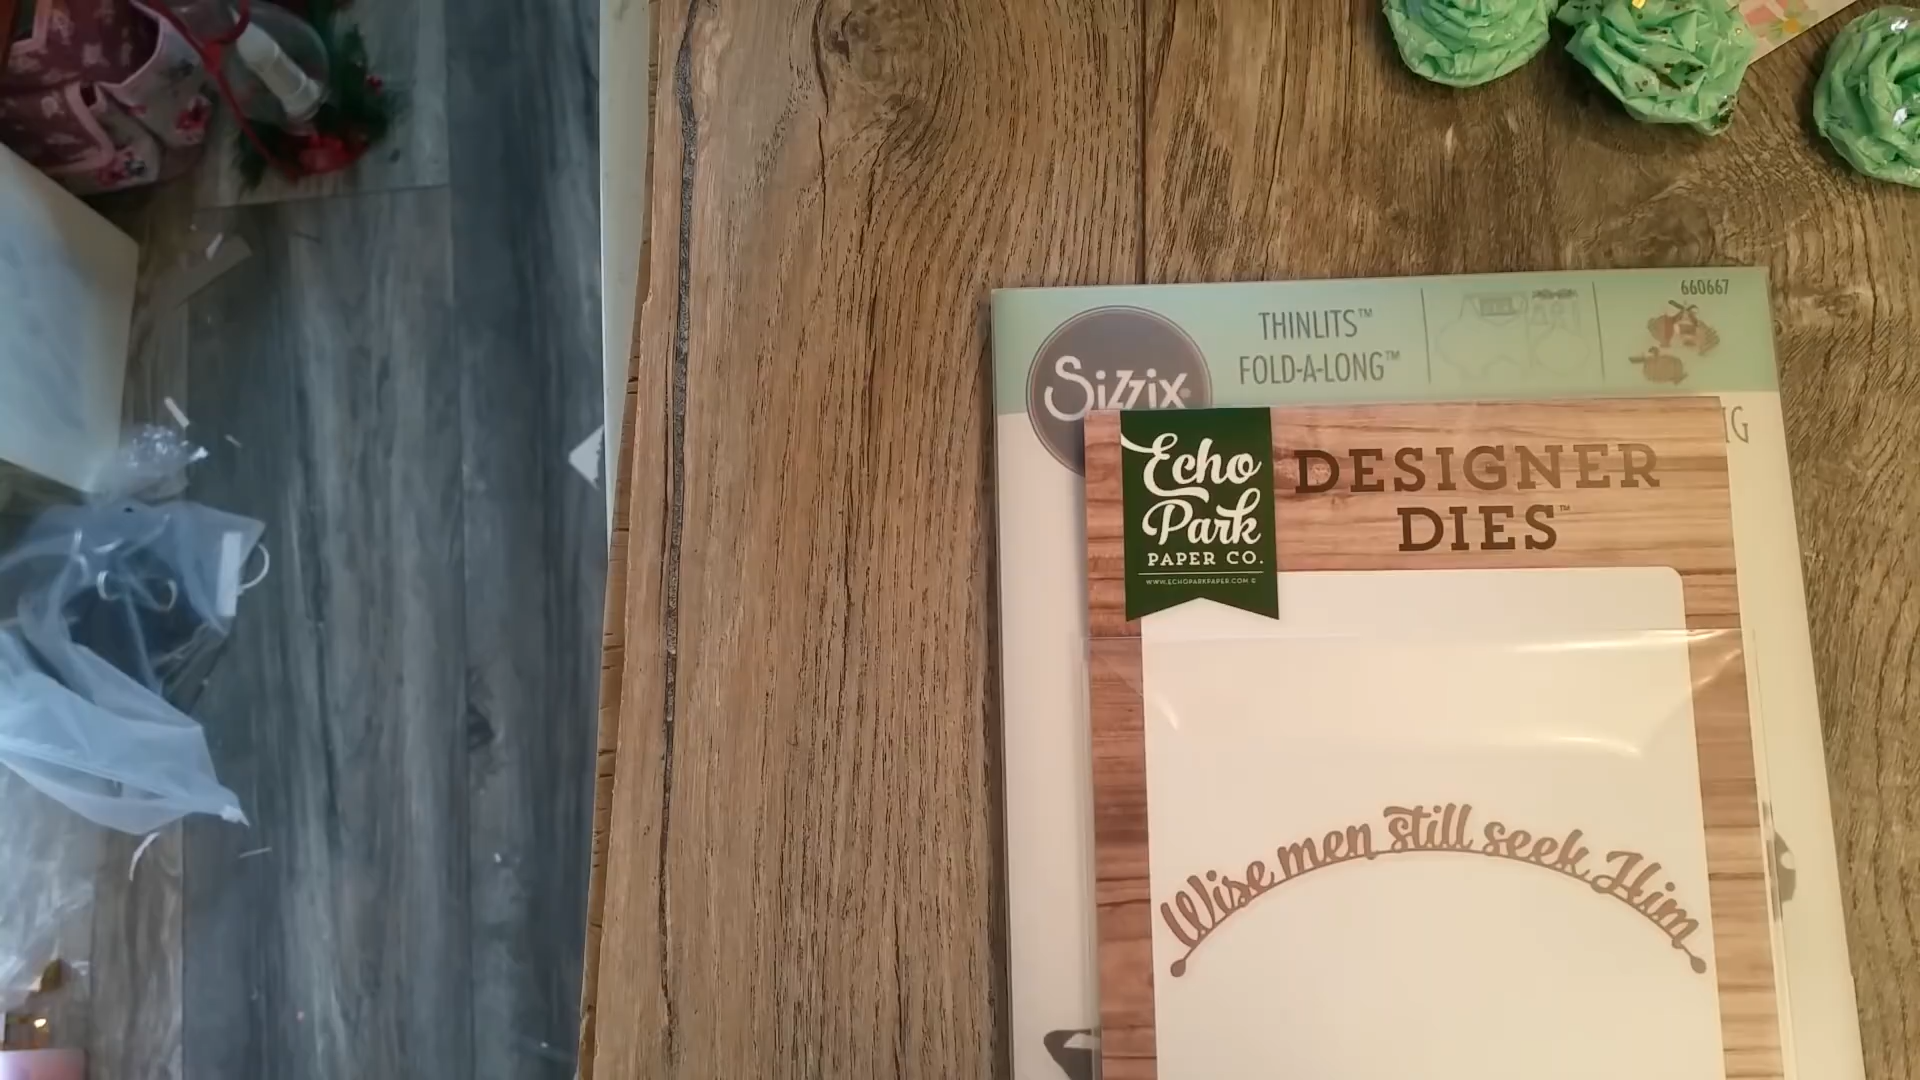 660667
THINLITS™
FOLD-A-LONG™
Sizzix
Echo
Park
PAPER CO.
WWW.ECHOPARKPAPER.COM
DESIGNER
DIES™
Wise men still seek Him